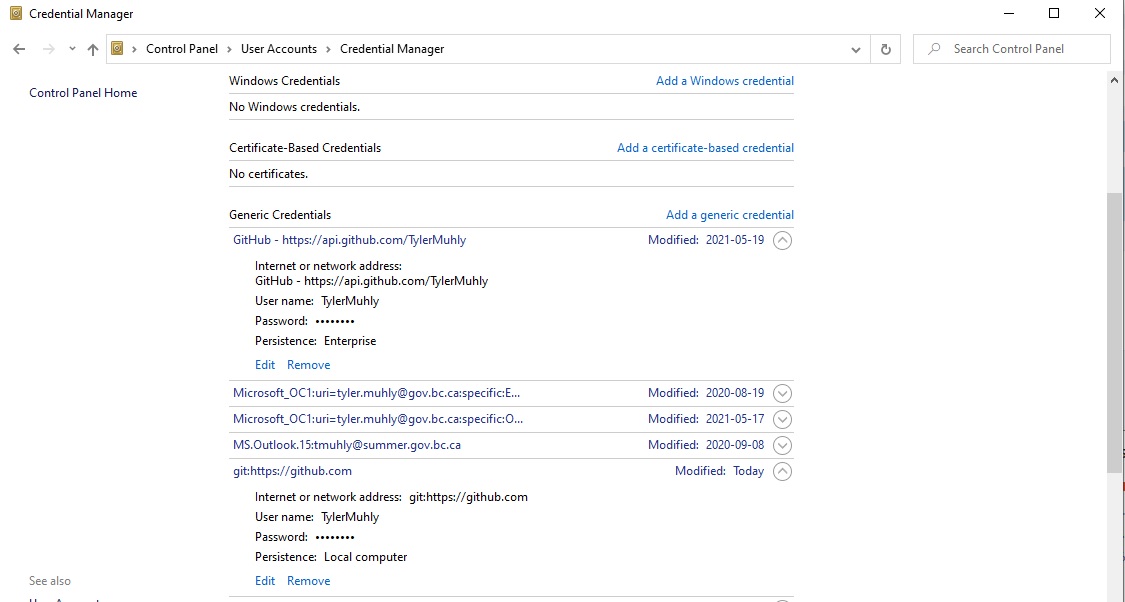 Credential Manager
Control Panel › User Accounts › Credential Manager
Search Control Panel
Control Panel Home
Windows Credentials Add a Windows credential
No Windows credentials.
Certificate-Based Credentials Add a certificate-based credential
No certificates.
Generic Credentials Add a generic credential
GitHub - https://api.github.com/TylerMuhly Modified: 2021-05-19
Internet or network address:
GitHub - https://api.github.com/TylerMuhly
User name: TylerMuhly
Password: ••••••••
Persistence: Enterprise
Edit Remove
Microsoft_OC1:uri=tyler.muhly@gov.bc.ca:specific:E... Modified: 2020-08-19
Microsoft_OC1:uri=tyler.muhly@gov.bc.ca:specific:O... Modified: 2021-05-17
MS.Outlook.15:tmuhly@summer.gov.bc.ca Modified: 2020-09-08
git:https://github.com Modified: Today
Internet or network address: git:https://github.com
User name: TylerMuhly
Password: ••••••••
Persistence: Local computer
Edit Remove
See also